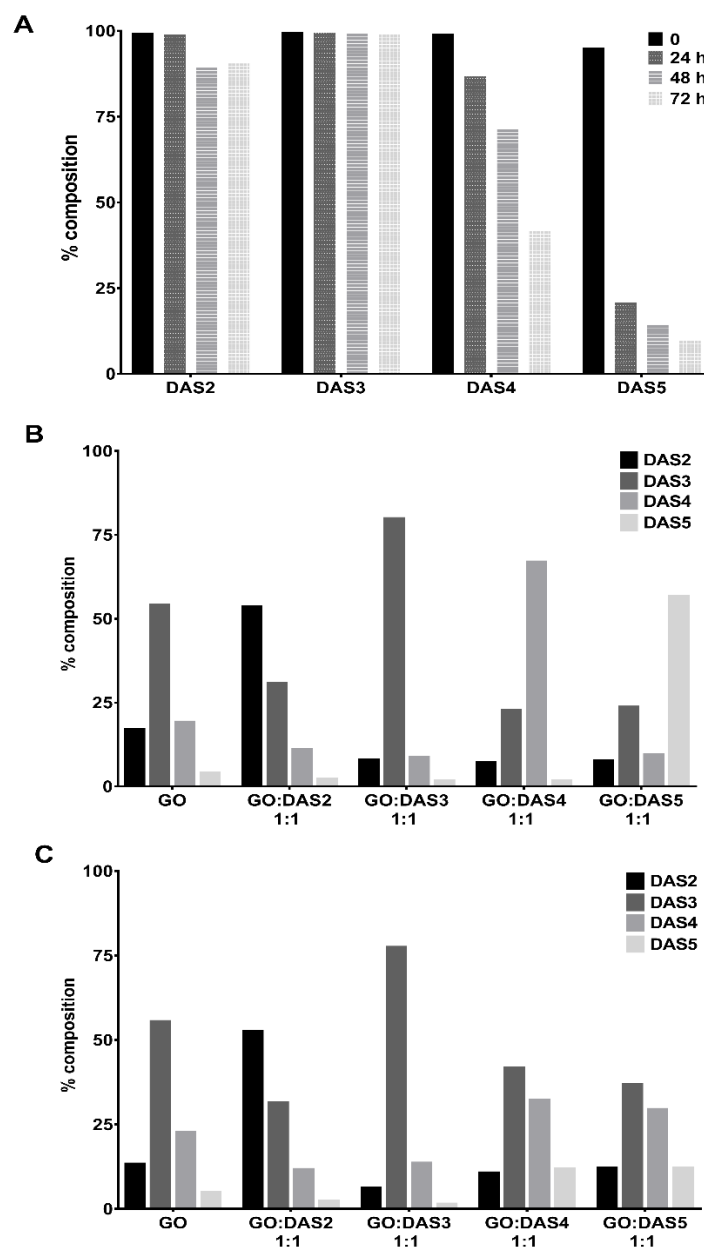 A
100
75
50
25
0
% composition
0
24 h
48 h
72 h
DAS2 DAS3 DAS4 DAS5
B
100
75
50
25
0
% composition
DAS2
DAS3
DAS4
DAS5
GO GO:DAS2 GO:DAS3 GO:DAS4 GO:DAS5
1:1 1:1 1:1 1:1
C
100
75
50
25
0
% composition
DAS2
DAS3
DAS4
DAS5
GO GO:DAS2 GO:DAS3 GO:DAS4 GO:DAS5
1:1 1:1 1:1 1:1